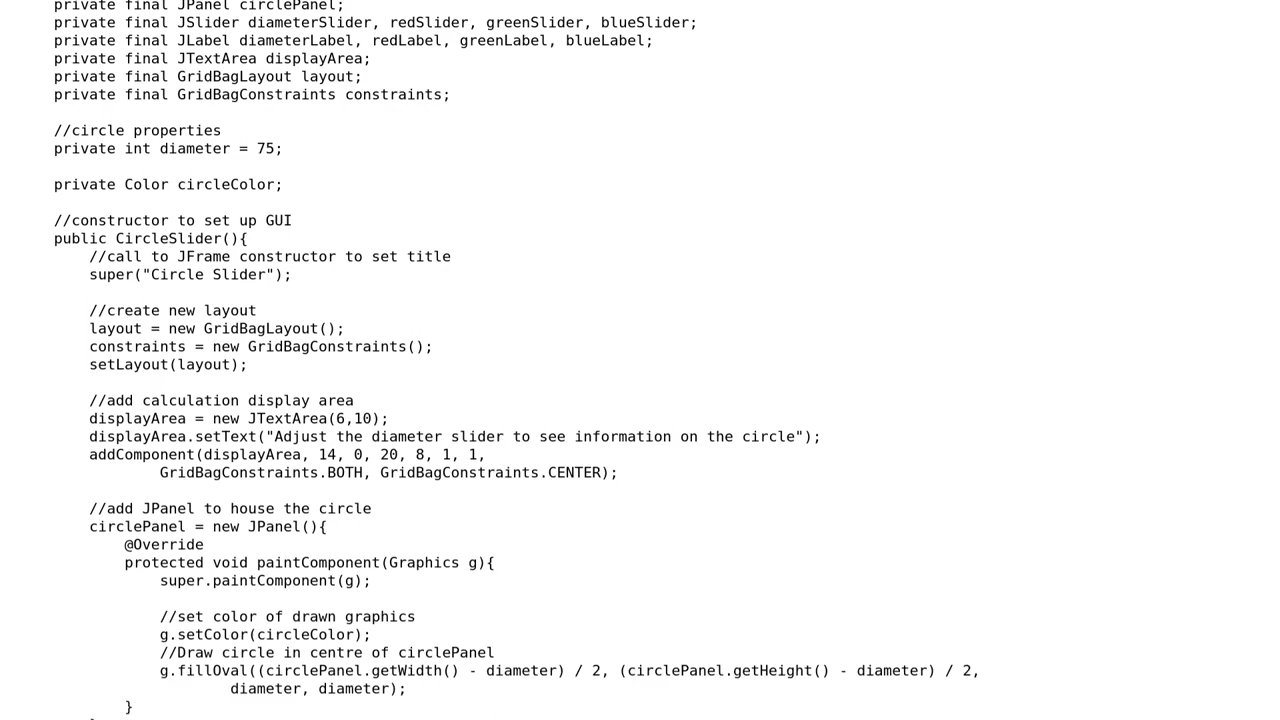 private final JPanel circlePanel;
private final JSlider diameterSlider, redSlider, greenSlider, blueSlider;
private final JLabel diameterLabel, redLabel, greenLabel, blueLabel;
private final JTextArea displayArea;
private final GridBagLayout layout;
private final GridBagConstraints constraints;
//circle properties
private int diameter = 75;
private Color circleColor;
//constructor to set up GUI
public CircleSlider(){
//call to JFrame constructor to set title
super("Circle Slider");
//create new layout
layout = new GridBagLayout();
constraints = new GridBagConstraints();
setLayout(layout);
//add calculation display area
displayArea = new JTextArea(6,10);
displayArea.setText("Adjust the diameter slider to see information on the circle");
addComponent(displayArea, 14, 0, 20, 8, 1, 1,
GridBagConstraints.BOTH, GridBagConstraints.CENTER);
//add JPanel to house the circle
circlePanel = new JPanel(){
@Override
protected void paintComponent(Graphics g){
super.paintComponent(g);
//set color of drawn graphics
g.setColor(circleColor);
//Draw circle in centre of circlePanel
g.fillOval((circlePanel.getWidth() - diameter) / 2, (circlePanel.getHeight() - diameter) / 2,
diameter, diameter);
}